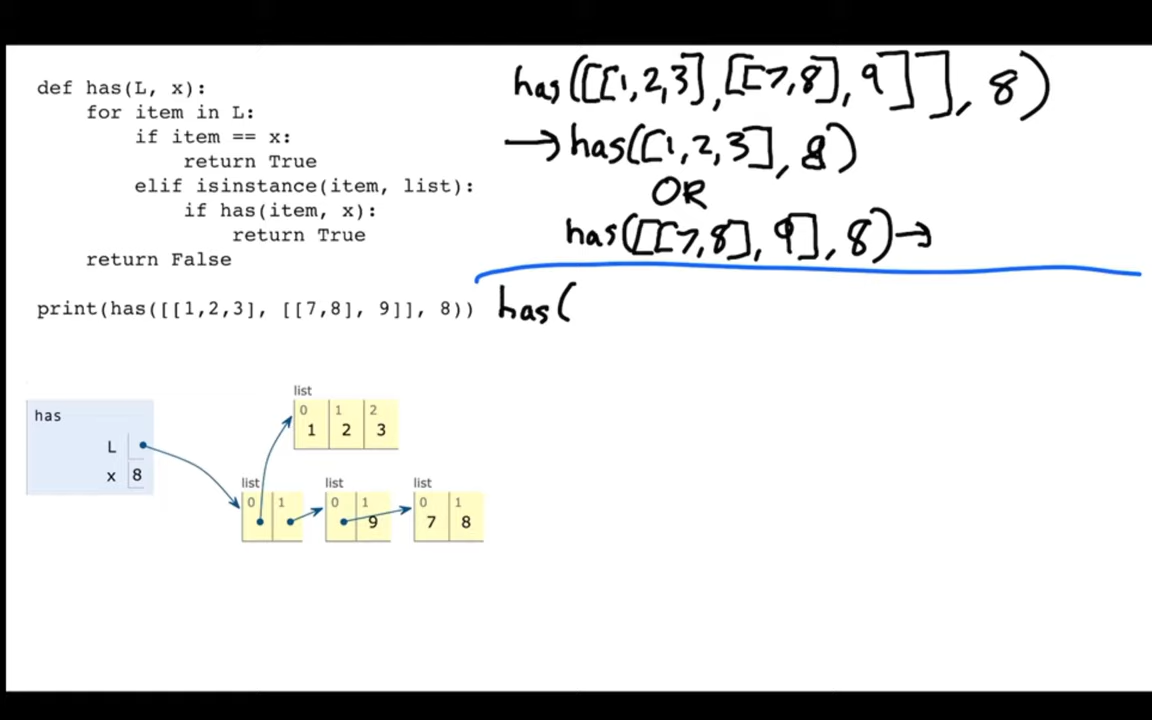 def has(L, x):
    for item in L:
        if item == x:
            return True
        elif isinstance(item, list):
            if has(item, x):
                return True
    return False
print(has([[1,2,3], [[7,8], 9]], 8))
has([[1,2,3],[[7,8],9]], 8)
→has([1,2,3], 8)
OR
has([[7,8], 9], 8)→
has(
has
L
x 8
list
0 1 2
1 2 3
list list list
0 1 0 1 0 1
9 7 8